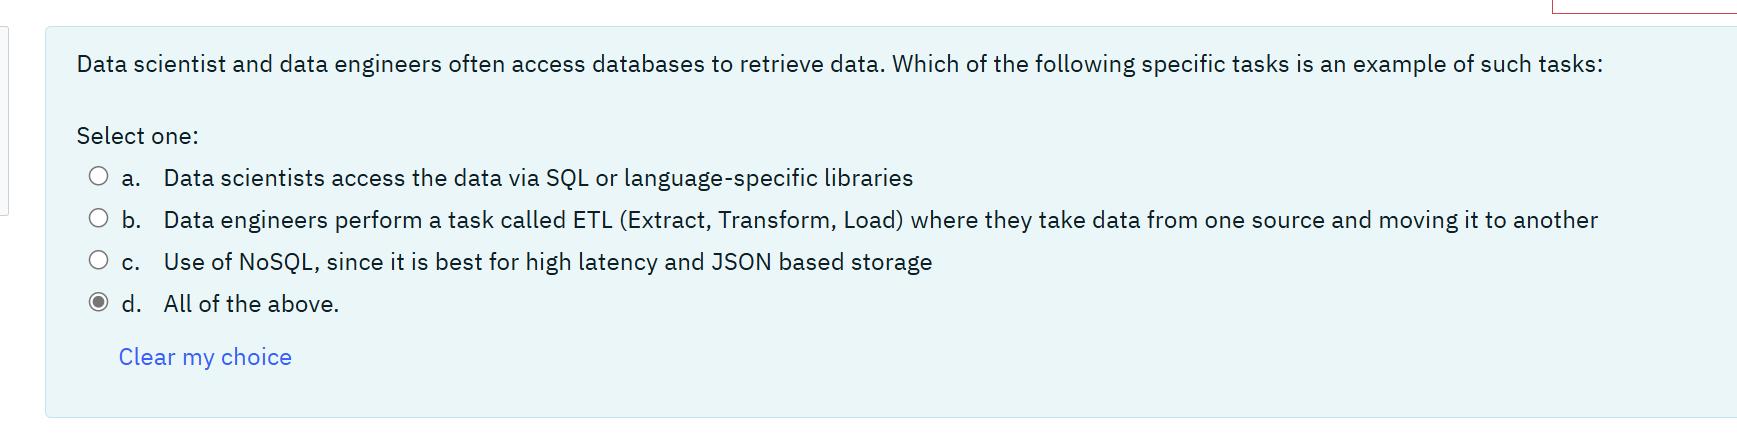 Data scientist and data engineers often access databases to retrieve data. Which of the following specific tasks is an example of such tasks:
Select one:
a. Data scientists access the data via SQL or language-specific libraries
b. Data engineers perform a task called ETL (Extract, Transform, Load) where they take data from one source and moving it to another
c. Use of NoSQL, since it is best for high latency and JSON based storage
d. All of the above.
Clear my choice